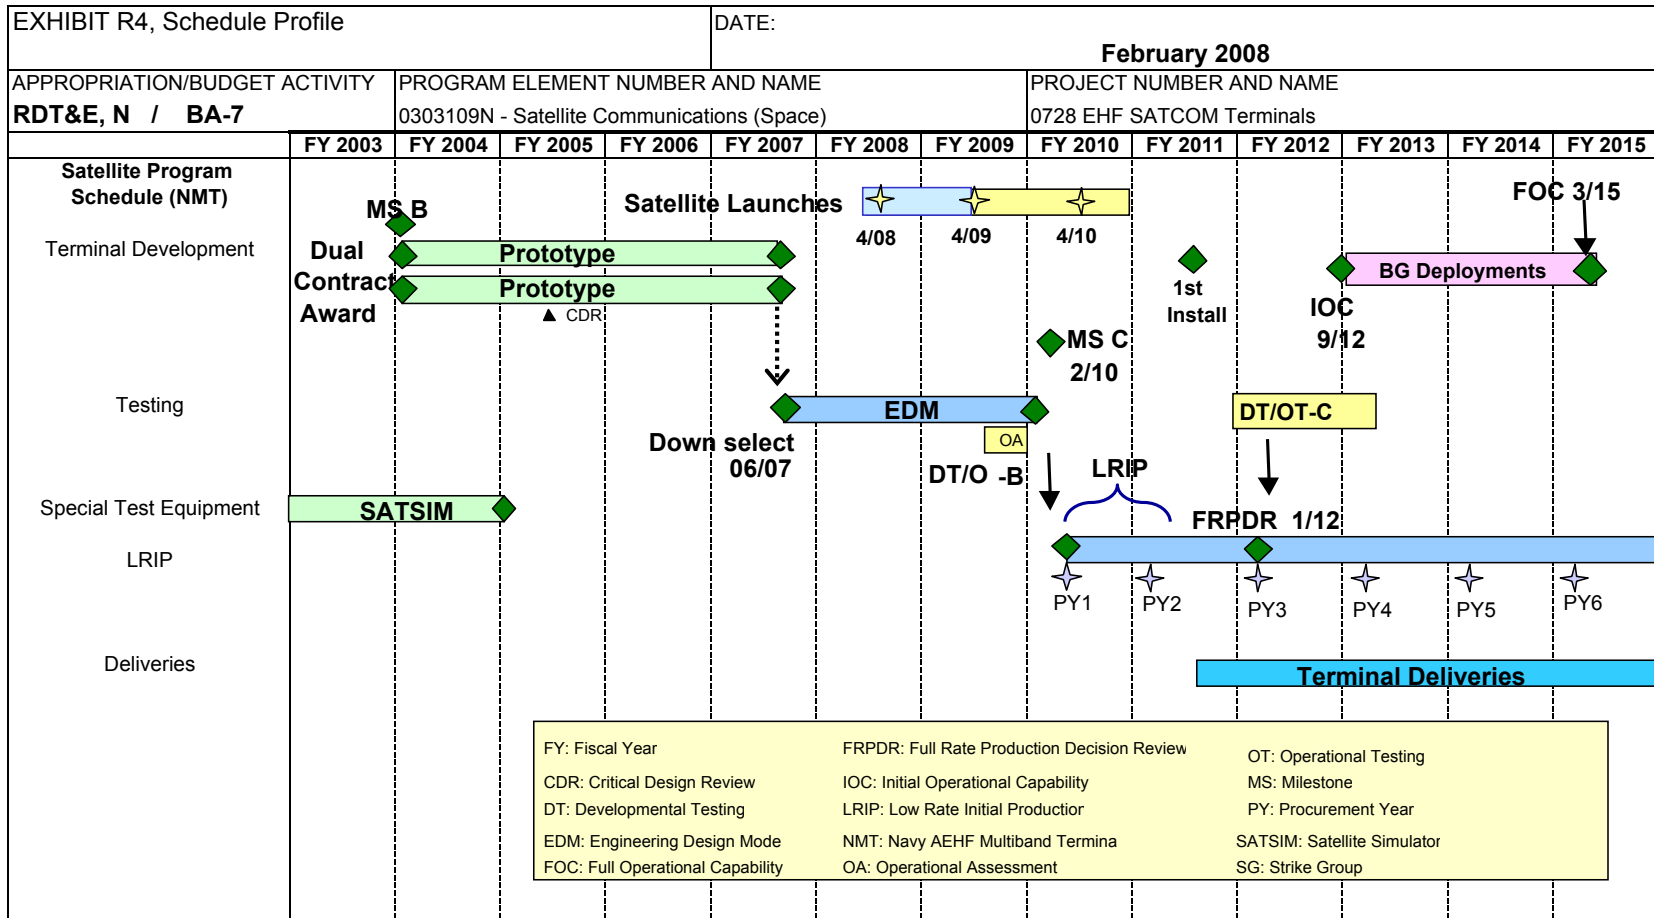 EXHIBIT R4, Schedule Profile
DATE:
February 2008
APPROPRIATION/BUDGET ACTIVITY
PROGRAM ELEMENT NUMBER AND NAME
PROJECT NUMBER AND NAME
RDT&E, N / BA-7
0303109N - Satellite Communications (Space)
0728 EHF SATCOM Terminals
FY 2003 FY 2004 FY 2005 FY 2006 FY 2007 FY 2008 FY 2009 FY 2010 FY 2011 FY 2012 FY 2013 FY 2014 FY 2015
Satellite Program
Schedule (NMT)
MS B
Satellite Launches
4/08 4/09 4/10
FOC 3/15
Terminal Development
Dual
Contract
Award
Prototype
Prototype
CDR
1st
Install
BG Deployments
IOC
9/12
MS C
2/10
Testing
EDM
DT/OT-C
Down select
06/07
OA
DT/O -B
LRIP
Special Test Equipment
SATSIM
FRPDR 1/12
LRIP
PY1 PY2 PY3 PY4 PY5 PY6
Deliveries
Terminal Deliveries
FY: Fiscal Year
FRPDR: Full Rate Production Decision Review
OT: Operational Testing
CDR: Critical Design Review
IOC: Initial Operational Capability
MS: Milestone
DT: Developmental Testing
LRIP: Low Rate Initial Production
PY: Procurement Year
EDM: Engineering Design Mode
NMT: Navy AEHF Multiband Termina
SATSIM: Satellite Simulator
FOC: Full Operational Capability
OA: Operational Assessment
SG: Strike Group